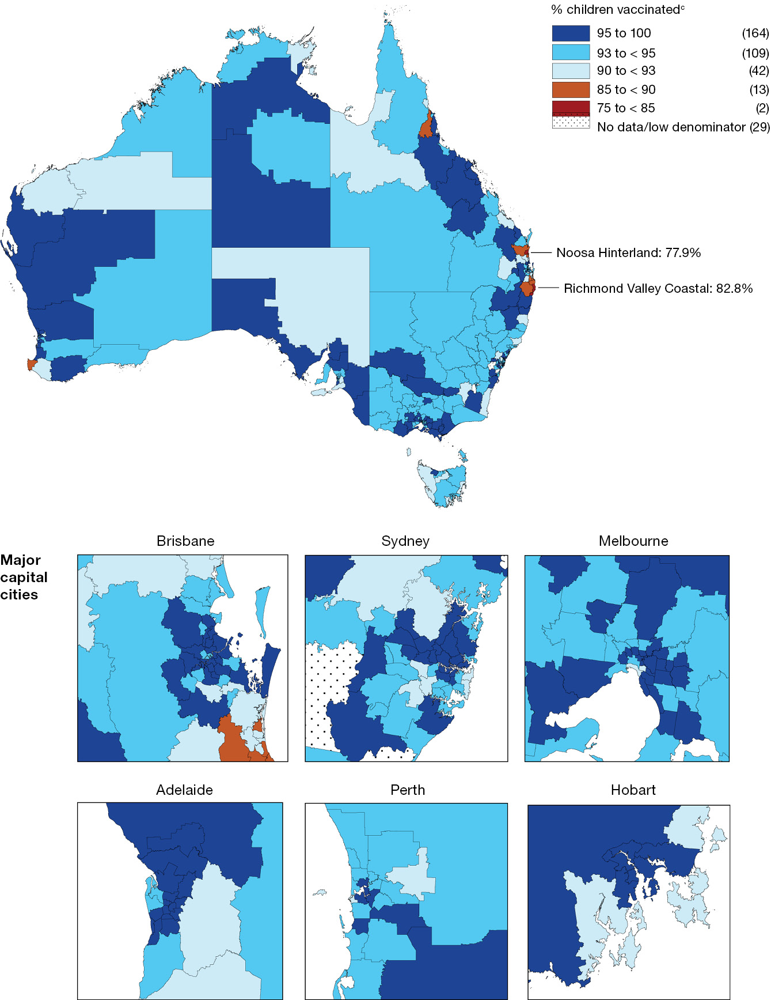 % children vaccinatedᶜ
95 to 100 (164)
93 to < 95 (109)
90 to < 93 (42)
85 to < 90 (13)
75 to < 85 (2)
No data/low denominator (29)
Noosa Hinterland: 77.9%
Richmond Valley Coastal: 82.8%
Major
capital
cities
Brisbane
Sydney
Melbourne
Adelaide
Perth
Hobart